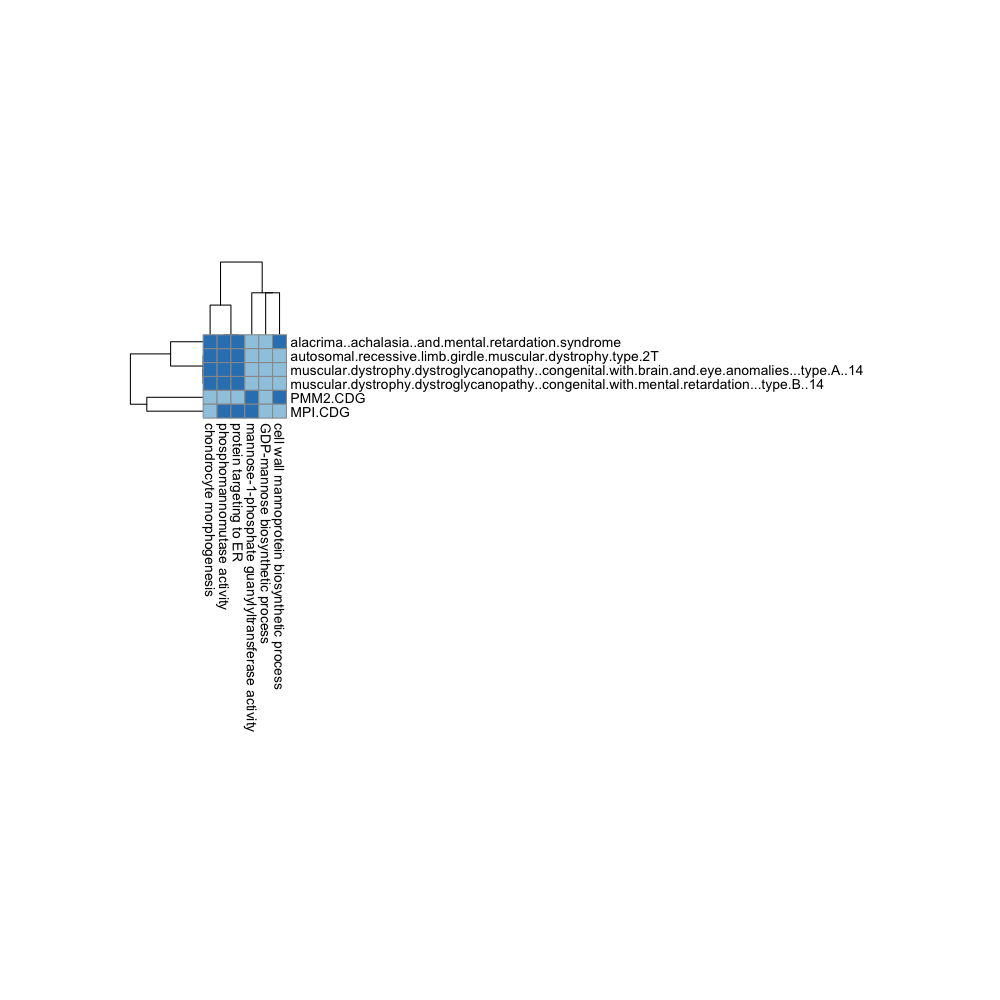 alacrima..achalasia..and.mental.retardation.syndrome
autosomal.recessive.limb.girdle.muscular.dystrophy.type.2T
muscular.dystrophy.dystroglycanopathy..congenital.with.brain.and.eye.anomalies...type.A..14
muscular.dystrophy.dystroglycanopathy..congenital.with.mental.retardation...type.B..14
PMM2.CDG
MPI.CDG
chondrocyte morphogenesis
phosphomannomutase activity
protein targeting to ER
mannose-1-phosphate guanylyltransferase activity
GDP-mannose biosynthetic process
cell wall mannoprotein biosynthetic process